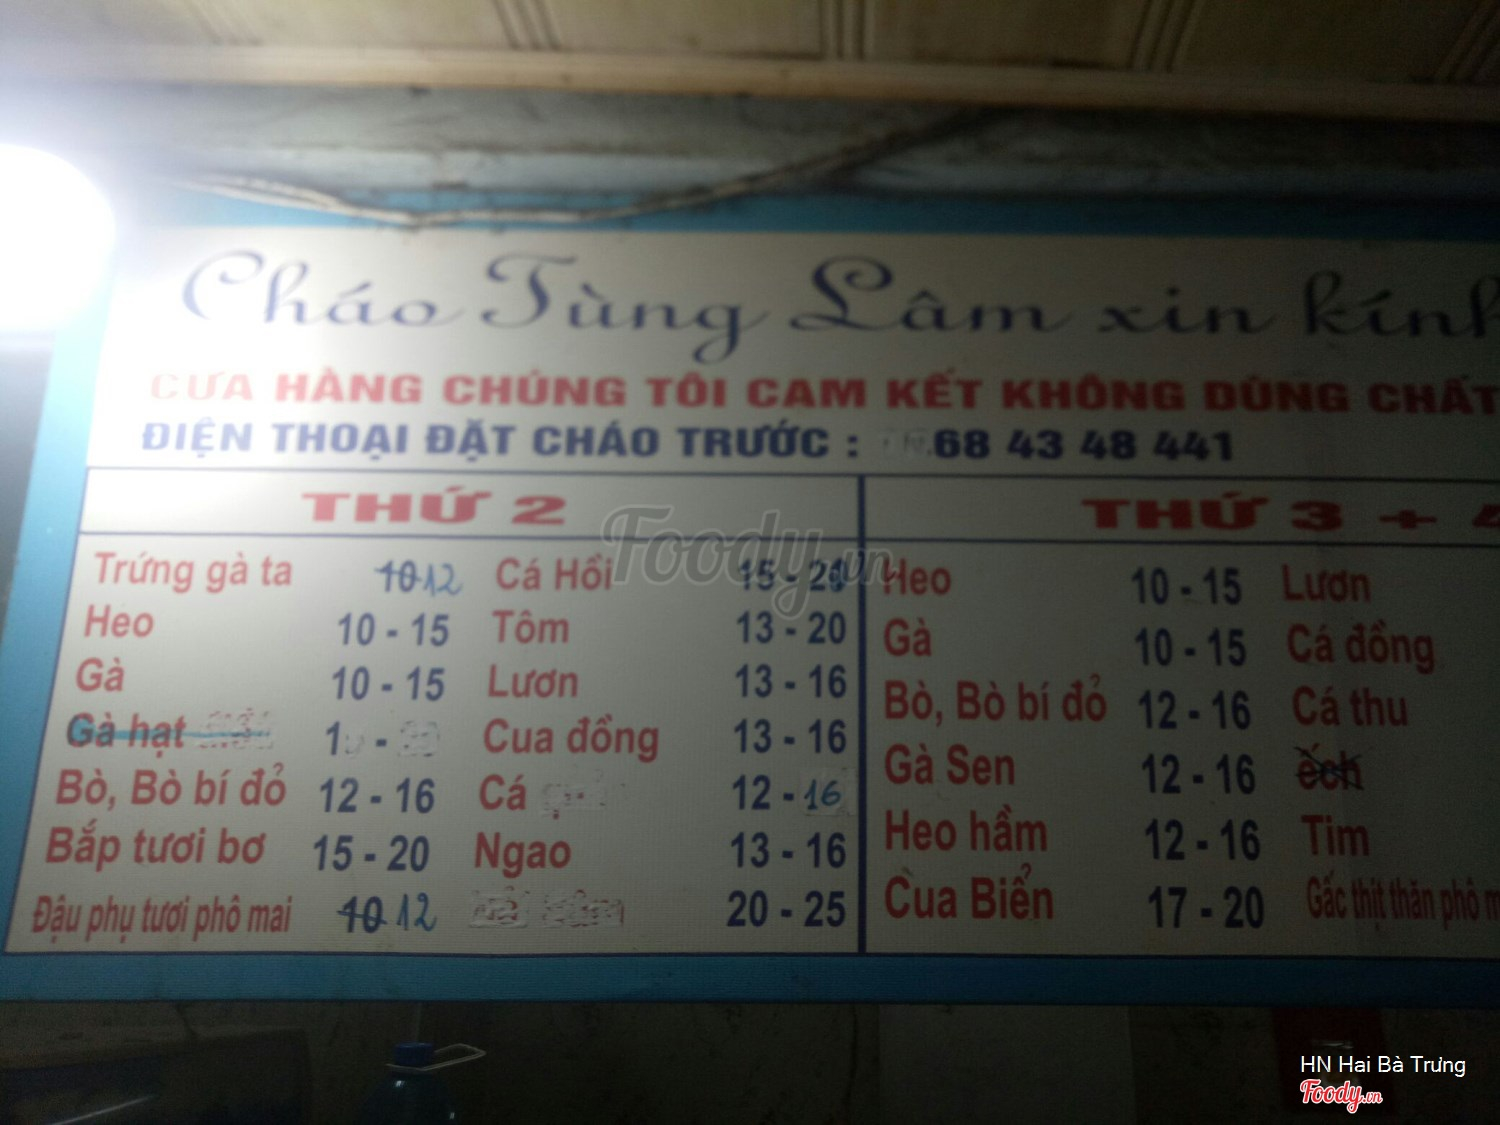 Cháo Tùng Lâm xin kính
CỬA HÀNG CHÚNG TÔI CAM KẾT KHÔNG DÙNG CHẤT
ĐIỆN THOẠI ĐẶT CHÁO TRƯỚC : 68 43 48 441
THỨ 2
Trứng gà ta 10 12
Heo 10 - 15
Gà 10 - 15
Gà hạt
Bò, Bò bí đỏ 12 - 16
Bắp tươi bơ 15 - 20
Đậu phụ tươi phô mai 10 12
Cá Hồi 15 - 20
Tôm 13 - 20
Lươn 13 - 16
Cua đồng 13 - 16
Cá 12 - 16
Ngao 13 - 16
20 - 25
THỨ 3 + 4
Heo 10 - 15
Gà 10 - 15
Bò, Bò bí đỏ 12 - 16
Gà Sen 12 - 16
Heo hầm 12 - 16
Cua Biển 17 - 20
Lươn
Cá đồng
Cá thu
ếch
Tim
Gấc thịt thăn phô
Foody.vn
HN Hai Bà Trưng
Foody.vn